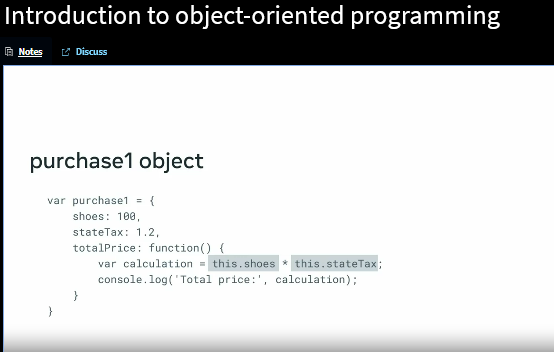 Introduction to object-oriented programming
Notes Discuss
purchase1 object
var purchase1 = {
    shoes: 100,
    stateTax: 1.2,
    totalPrice: function() {
        var calculation = this.shoes * this.stateTax;
        console.log('Total price:', calculation);
    }
}